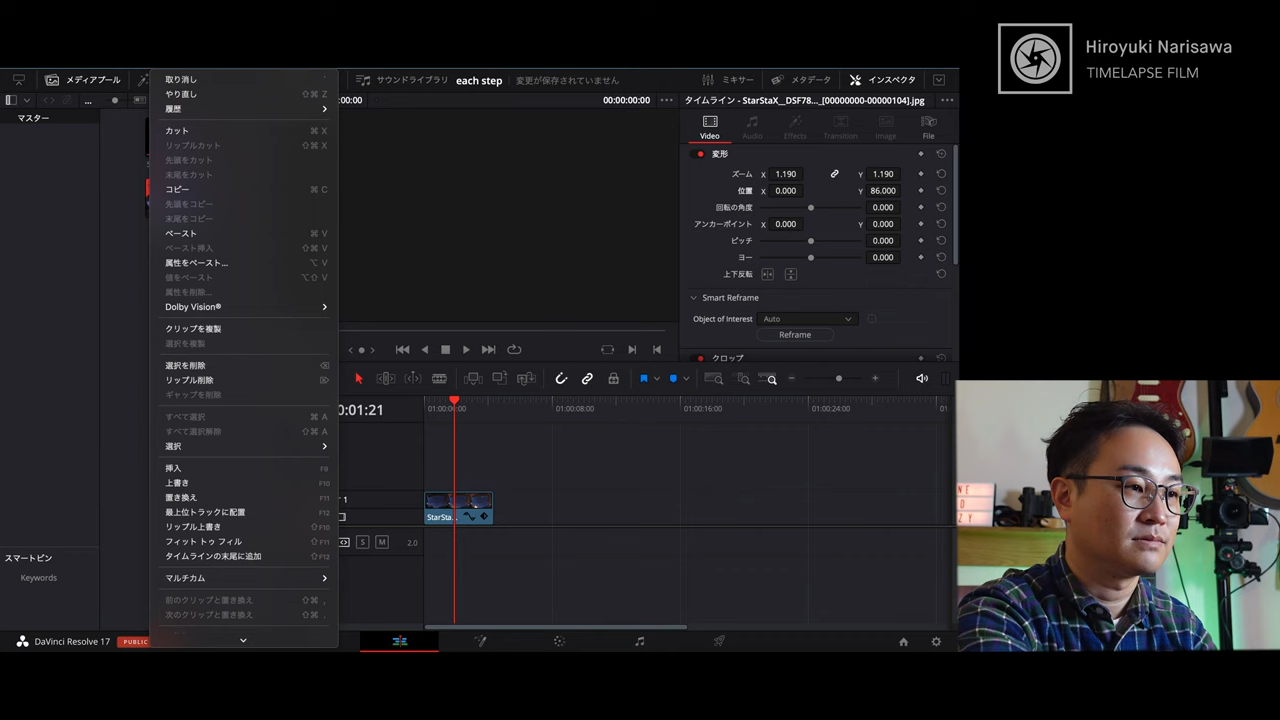 Hiroyuki Narisawa
TIMELAPSE FILM
メディアプール
サウンドライブラリ
each step
変更が保存されていません
ミキサー
メタデータ
インスペクタ
...
00:00
00:00:00:00
タイムライン - StarStaX__DSF78..._[00000000-00000104].jpg
マスター
取り消し
やり直し ⇧⌘ Z
履歴
カット ⌘ X
リップルカット ⇧⌘ X
先頭をカット
末尾をカット
コピー ⌘ C
先頭をコピー
末尾をコピー
ペースト ⌘ V
ペースト挿入 ⇧⌘ V
属性をペースト... ⌥ V
値をペースト ⌥⇧ V
属性を削除...
Dolby Vision®
クリップを複製
選択を複製
選択を削除 ⌫
リップル削除 ⌦
ギャップを削除
すべて選択 ⌘ A
すべて選択解除 ⇧⌘ A
選択
挿入 F9
上書き F10
置き換え F11
最上位トラックに配置 F12
リップル上書き ⇧F10
フィット トゥ フィル ⇧F11
タイムラインの末尾に追加 ⇧F12
マルチカム
前のクリップと置き換え ⇧⌘ ,
次のクリップと置き換え ⇧⌘ .
Video
Audio
Effects
Transition
Image
File
変形
ズーム X 1.190 Y 1.190
位置 X 0.000 Y 86.000
回転の角度 0.000
アンカーポイント X 0.000 Y 0.000
ピッチ 0.000
ヨー 0.000
上下反転
Smart Reframe
Object of Interest Auto
Reframe
クロップ
0:01:21
01:00:00:00
01:00:08:00
01:00:16:00
01:00:24:00
StarSta...
S M 2.0
スマートビン
Keywords
DaVinci Resolve 17
PUBLIC